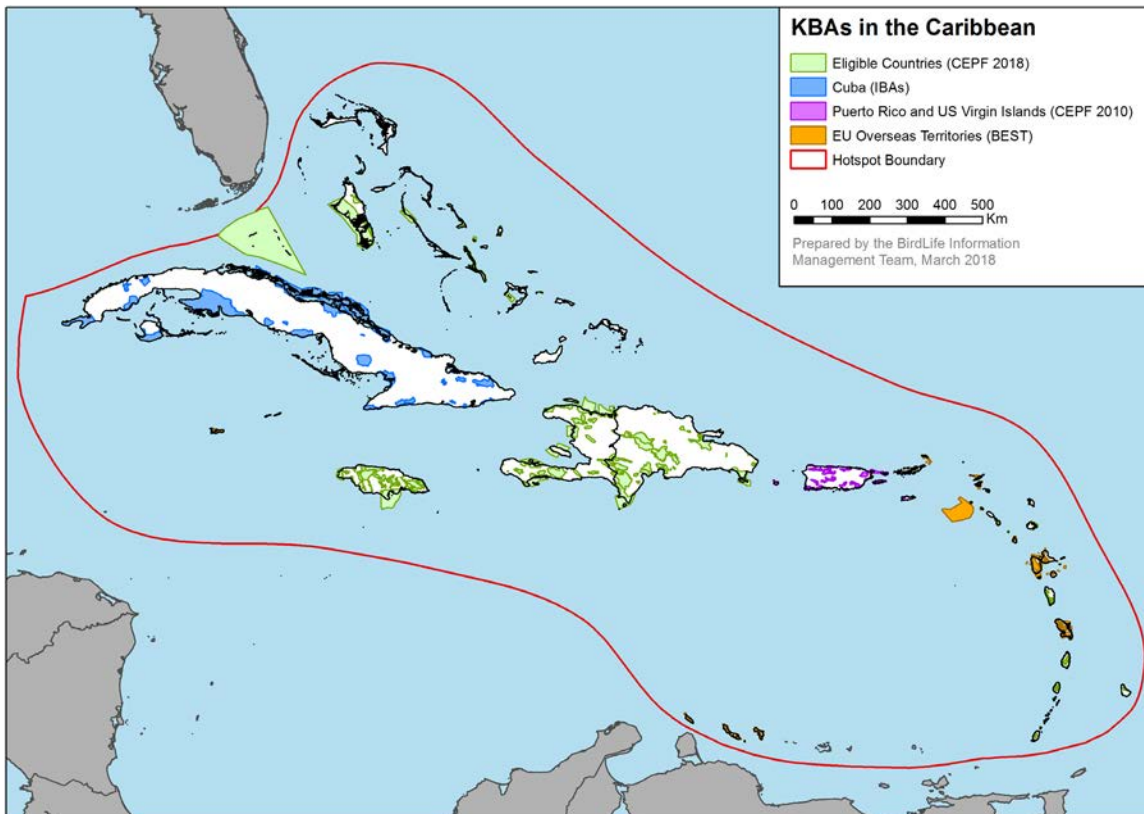 KBAs in the Caribbean
Eligible Countries (CEPF 2018)
Cuba (IBAs)
Puerto Rico and US Virgin Islands (CEPF 2010)
EU Overseas Territories (BEST)
Hotspot Boundary
0 100 200 300 400 500
Km
Prepared by the BirdLife Information
Management Team, March 2018